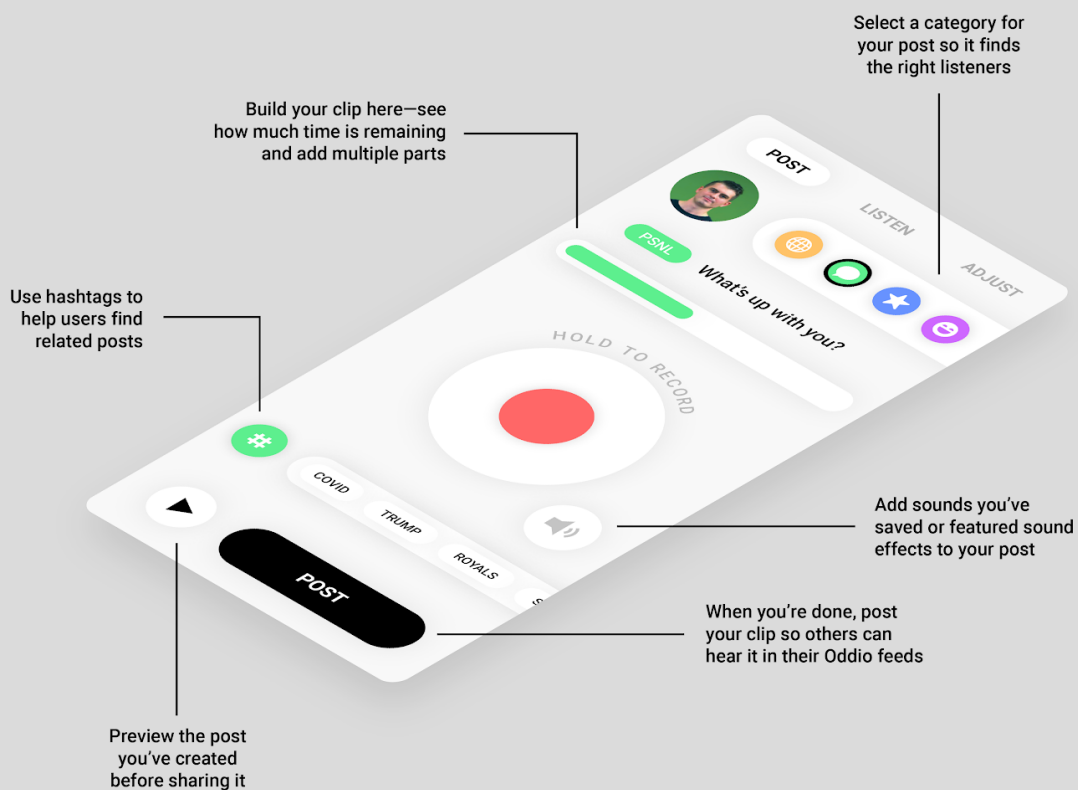 Select a category for
your post so it finds
the right listeners
Build your clip here—see
how much time is remaining
and add multiple parts
POST
LISTEN
ADJUST
PSNL
What's up with you?
Use hashtags to
help users find
related posts
HOLD TO RECORD
#
COVID
TRUMP
ROYALS
S
POST
Add sounds you've
saved or featured sound
effects to your post
When you're done, post
your clip so others can
hear it in their Oddio feeds
Preview the post
you've created
before sharing it